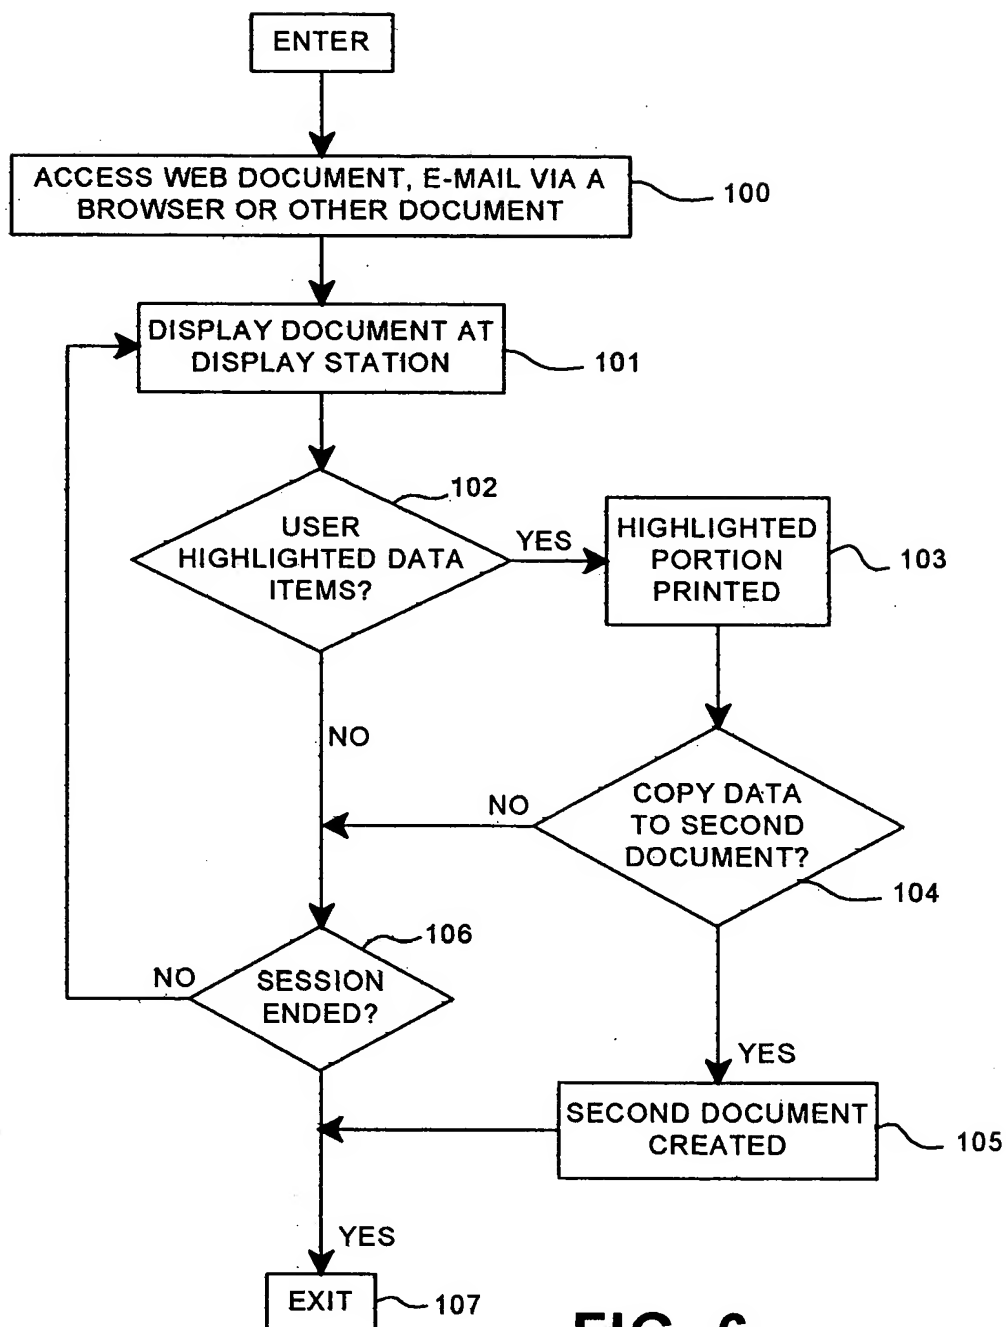 ENTER
ACCESS WEB DOCUMENT, E-MAIL VIA A
BROWSER OR OTHER DOCUMENT
100
DISPLAY DOCUMENT AT
DISPLAY STATION
101
102
USER
HIGHLIGHTED DATA
ITEMS?
YES
HIGHLIGHTED
PORTION
PRINTED
103
NO
COPY DATA
TO SECOND
DOCUMENT?
NO
104
106
SESSION
ENDED?
NO
YES
SECOND DOCUMENT
CREATED
105
YES
EXIT
107
FIG. 6